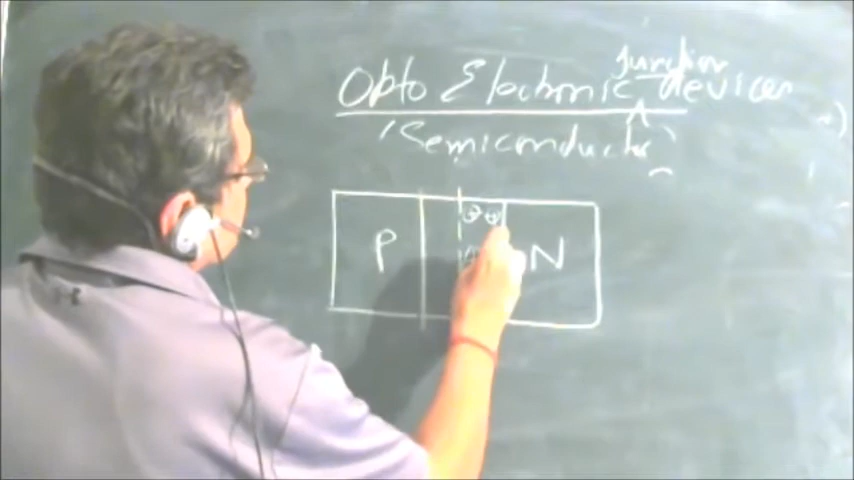 Junction
Opto Electronic ^ devices
(Semiconductor)
P N